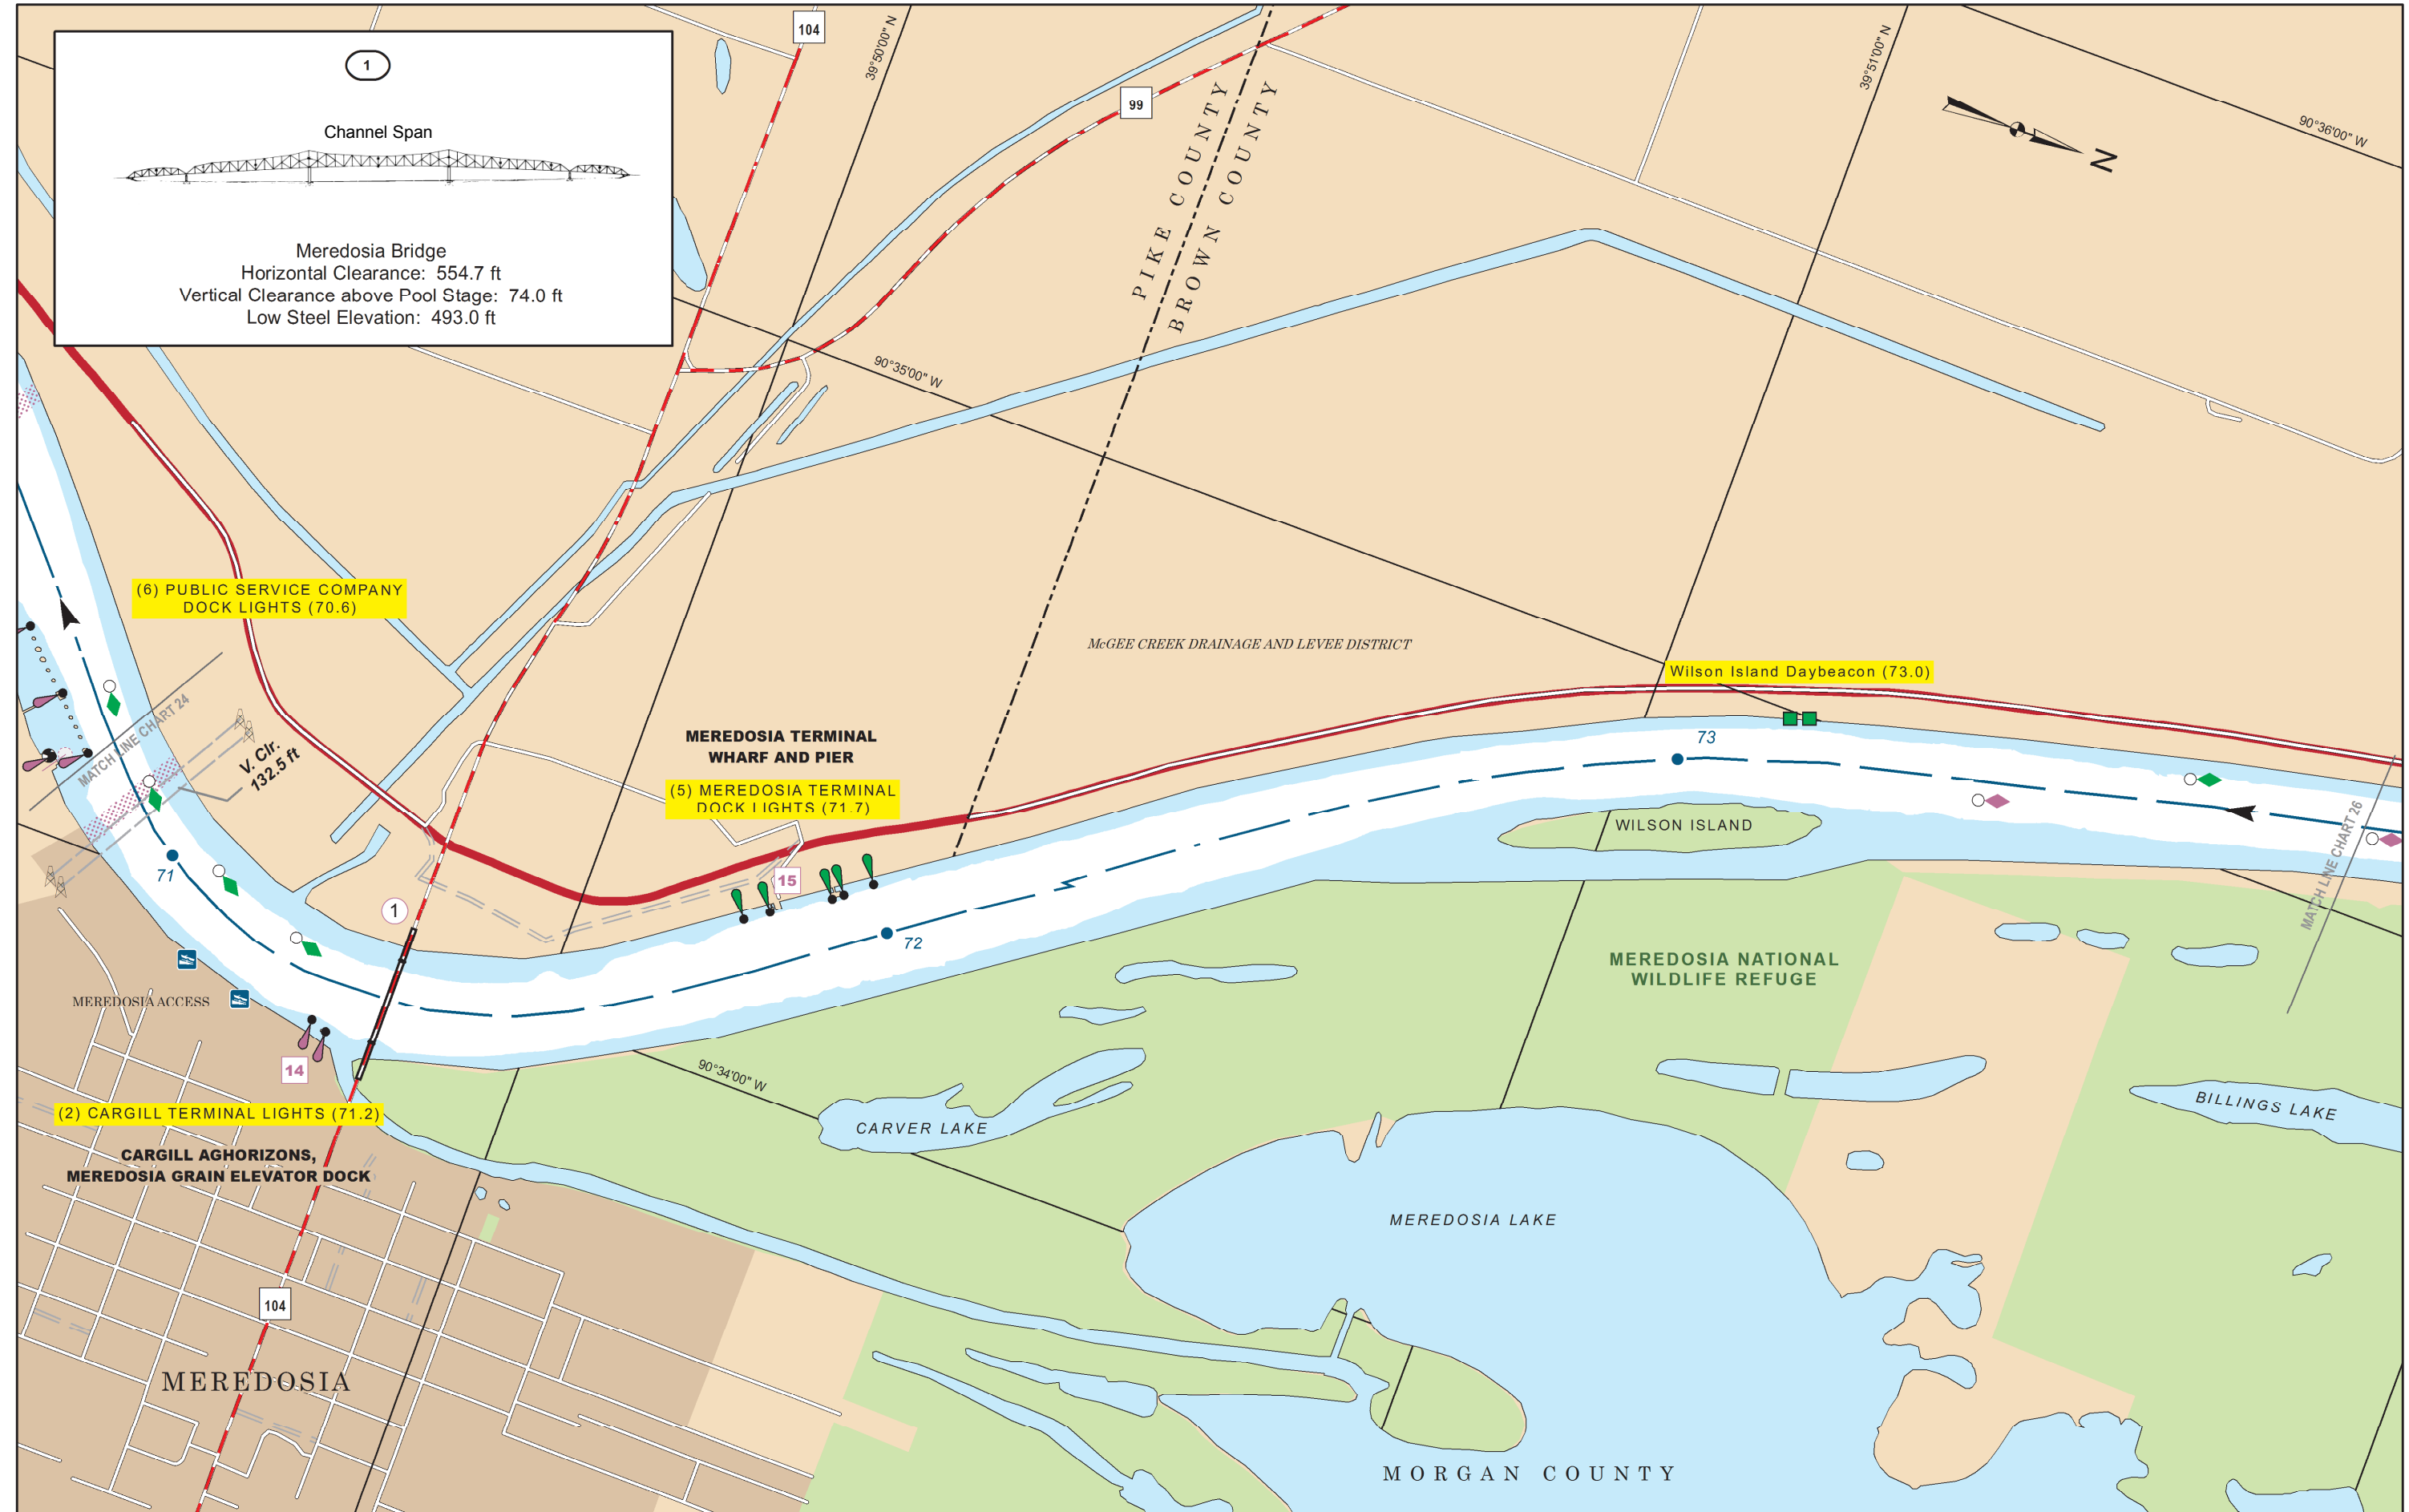 1
Channel Span
Meredosia Bridge
Horizontal Clearance: 554.7 ft
Vertical Clearance above Pool Stage: 74.0 ft
Low Steel Elevation: 493.0 ft
104
39°50'00" N
99
PIKE COUNTY
BROWN COUNTY
39°51'00" N
90°36'00" W
N
90°35'00" W
(6) PUBLIC SERVICE COMPANY
DOCK LIGHTS (70.6)
McGEE CREEK DRAINAGE AND LEVEE DISTRICT
Wilson Island Daybeacon (73.0)
MATCH LINE CHART 24
V. Clr.
132.5 ft
MEREDOSIA TERMINAL
WHARF AND PIER
(5) MEREDOSIA TERMINAL
DOCK LIGHTS (71.7)
73
WILSON ISLAND
MATCH LINE CHART 26
71
15
1
72
MEREDOSIA NATIONAL
WILDLIFE REFUGE
MEREDOSIA ACCESS
14
90°34'00" W
(2) CARGILL TERMINAL LIGHTS (71.2)
CARVER LAKE
BILLINGS LAKE
CARGILL AGHORIZONS,
MEREDOSIA GRAIN ELEVATOR DOCK
MEREDOSIA LAKE
104
MEREDOSIA
MORGAN COUNTY